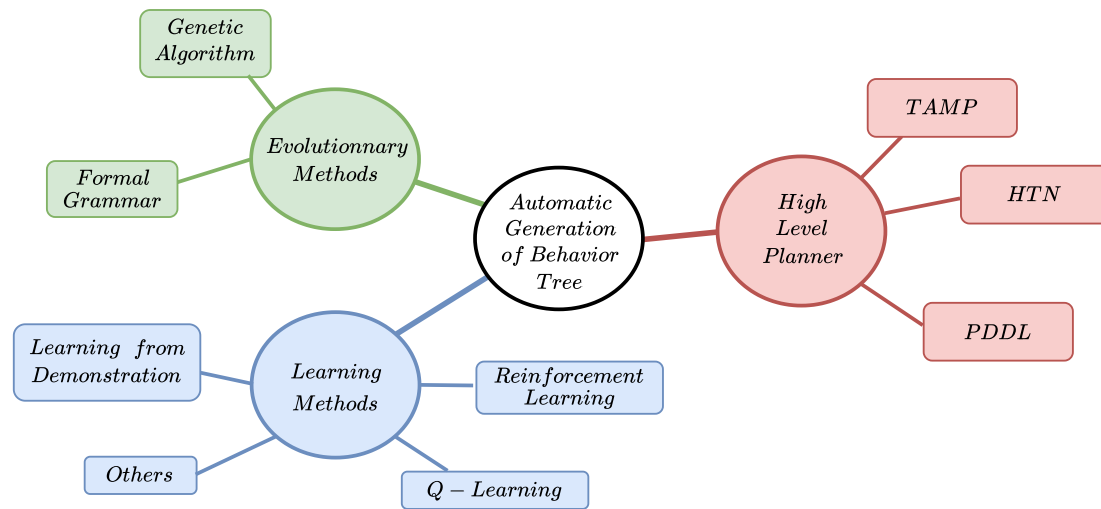 Genetic
Algorithm
Evolutionnary
Methods
Formal
Grammar
Automatic
Generation
of Behavior
Tree
High
Level
Planner
TAMP
HTN
PDDL
Learning from
Demonstration
Learning
Methods
Reinforcement
Learning
Others
Q – Learning